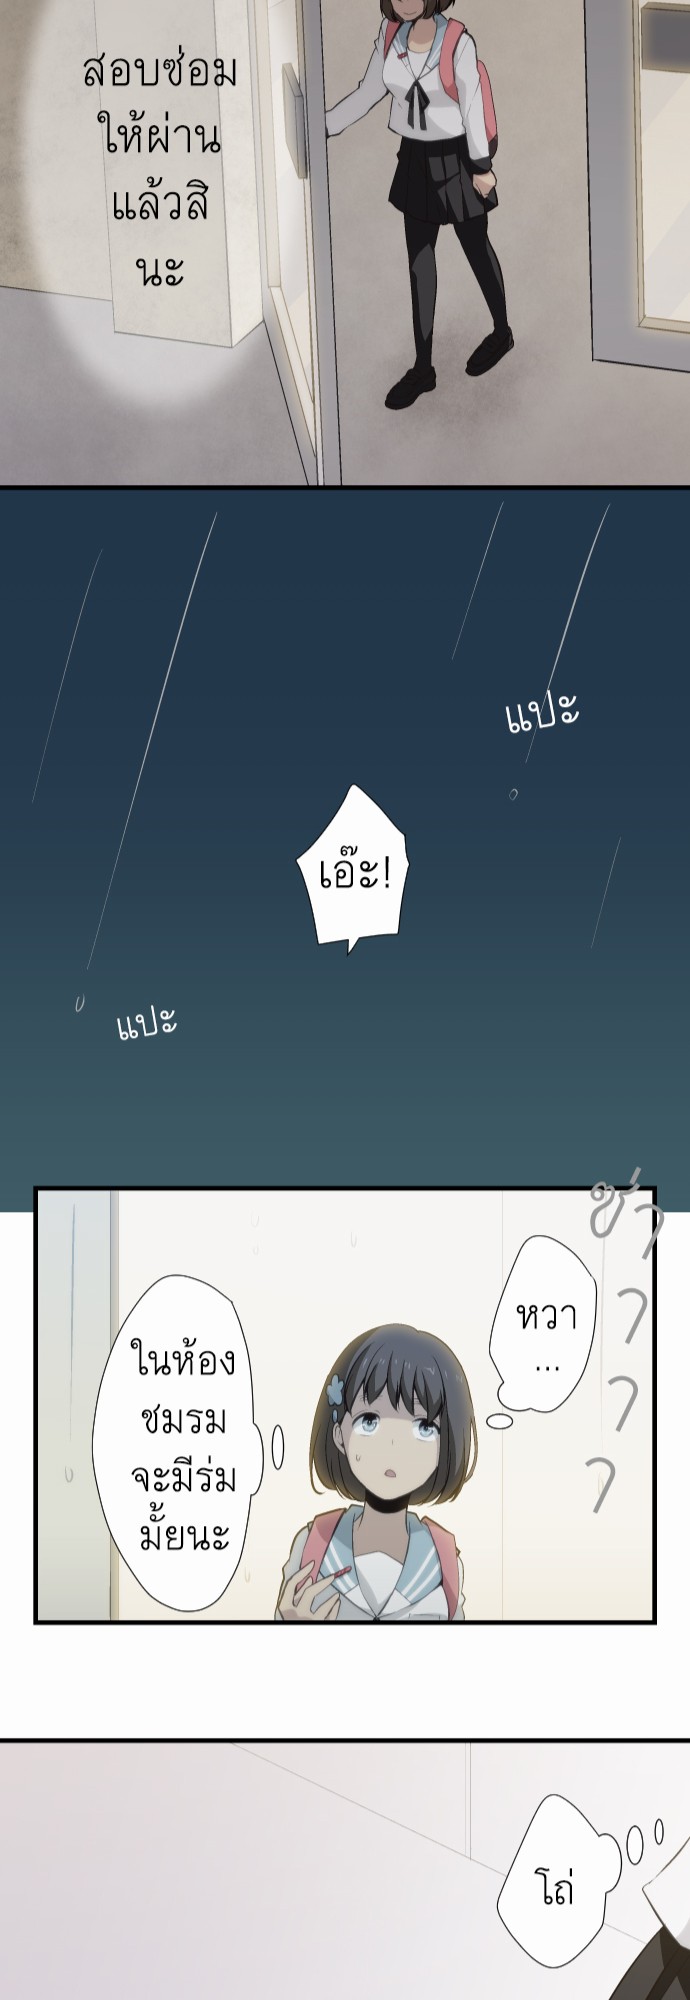 สอบซ่อม
ให้ผ่าน
แล้วสิ
นะ
แปะ
เอ๊ะ!
แปะ
ซ่าาาา
หวา
...
ในห้อง
ชมรม
จะมีร่ม
มั้ยนะ
โถ่